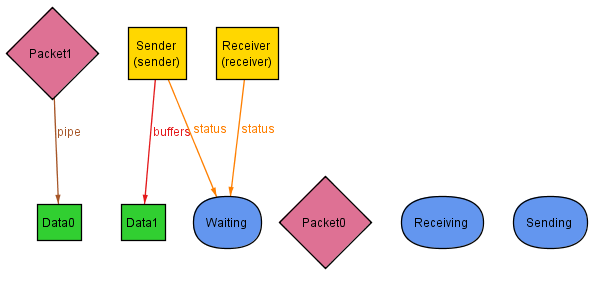 Packet1
Sender
(sender)
Receiver
(receiver)
pipe
buffers
status
status
Data0
Data1
Waiting
Packet0
Receiving
Sending